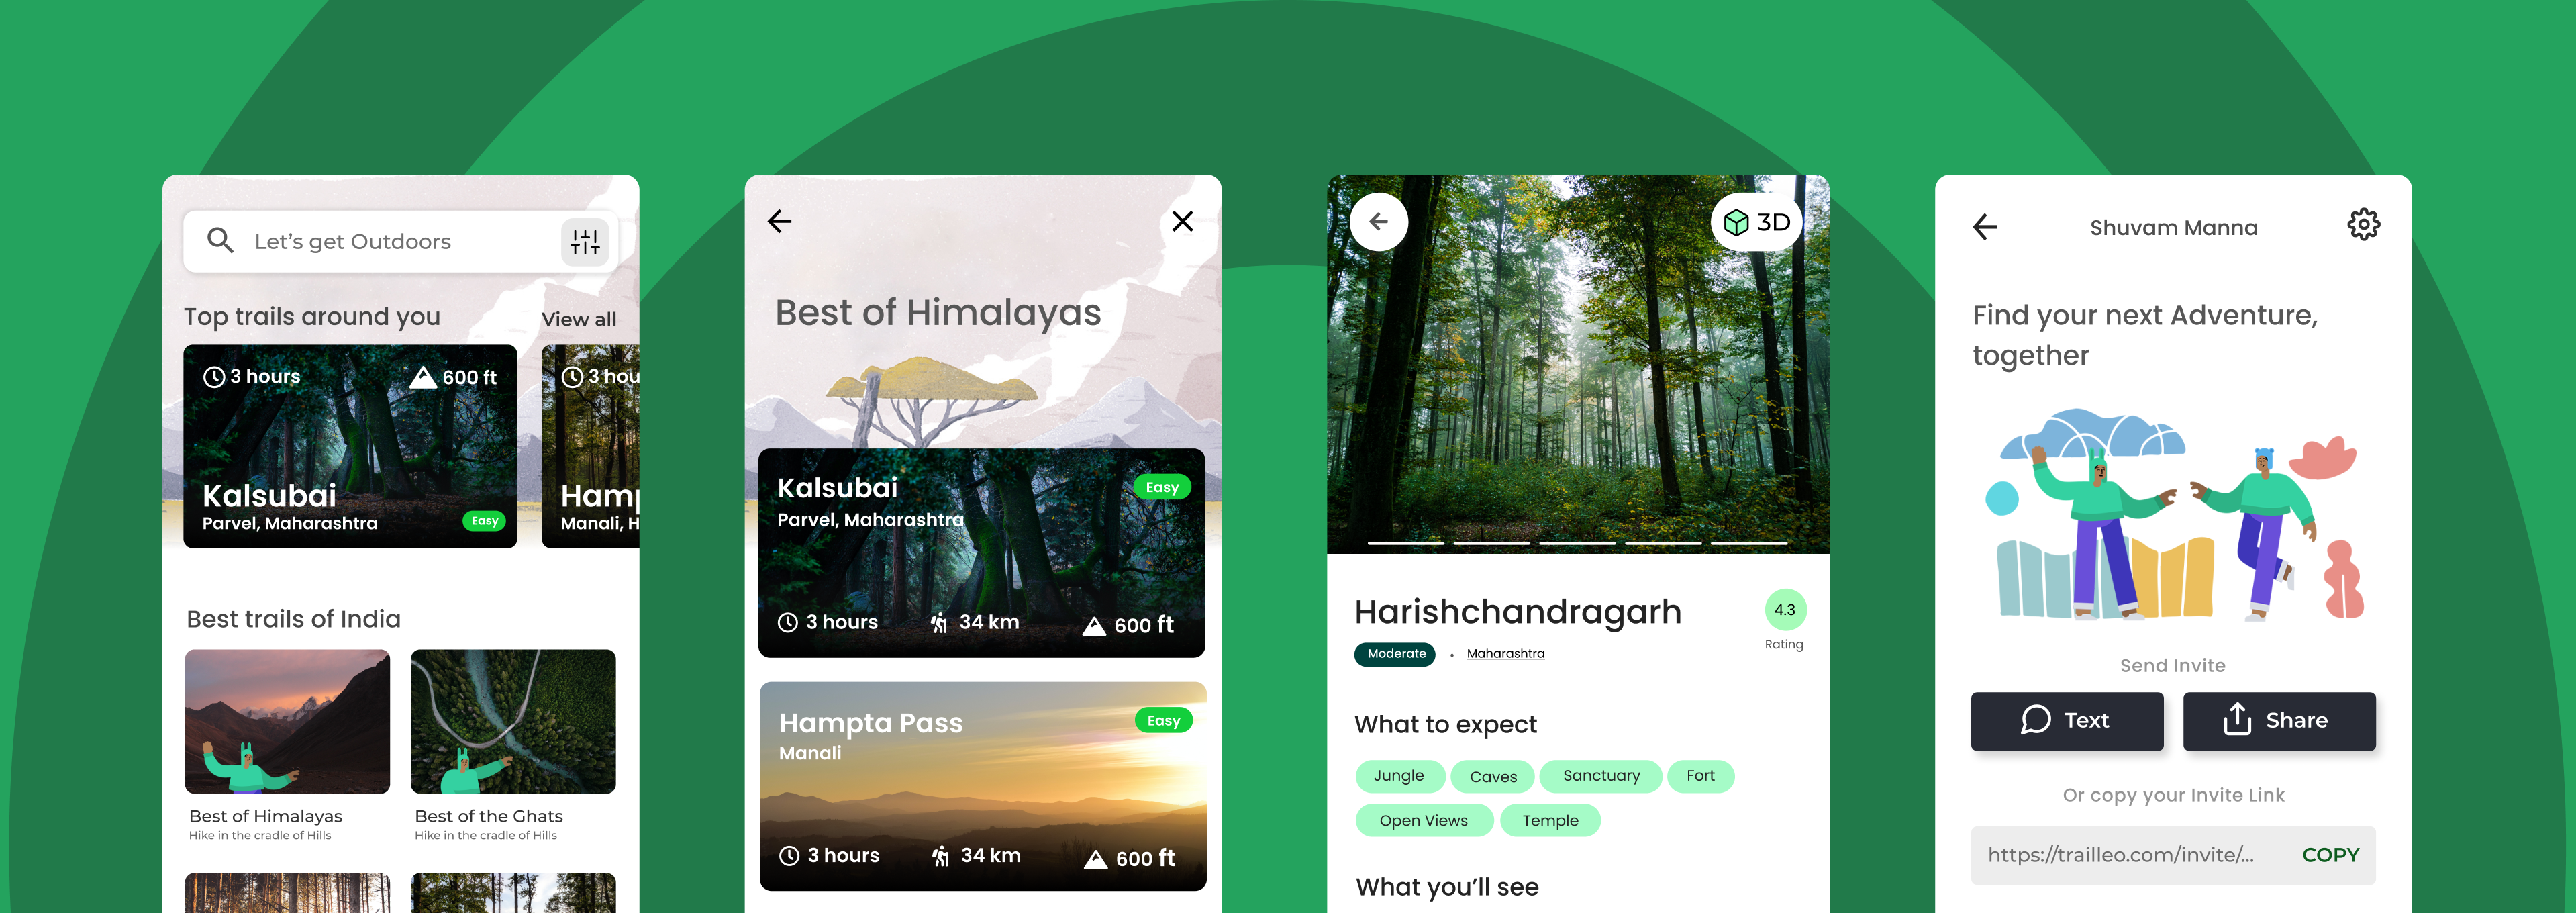 Let's get Outdoors
Top trails around you
View all
3 hours
600 ft
Kalsubai
Parvel, Maharashtra
Easy
3 hou
Hamp
Manali, H
Best trails of India
Best of Himalayas
Hike in the cradle of Hills
Best of the Ghats
Hike in the cradle of Hills
Best of Himalayas
Kalsubai
Easy
Parvel, Maharashtra
3 hours
34 km
600 ft
Hampta Pass
Easy
Manali
3 hours
34 km
600 ft
3D
Harishchandragarh
4.3
Rating
Moderate
• Maharashtra
What to expect
Jungle
Caves
Sanctuary
Fort
Open Views
Temple
What you'll see
Shuvam Manna
Find your next Adventure,
together
Send Invite
Text
Share
Or copy your Invite Link
https://trailleo.com/invite/...
COPY